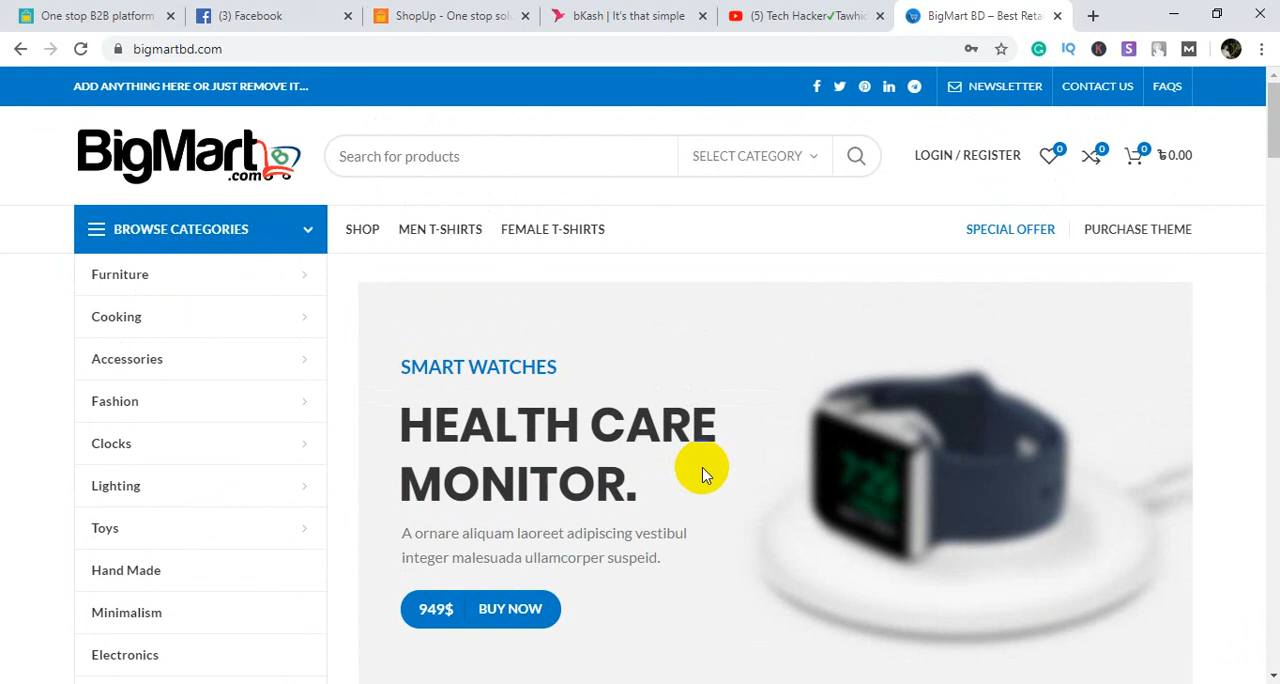 One stop B2B platform
(3) Facebook
ShopUp - One stop sol
bKash | It's that simple
(5) Tech Hacker✓Tawhid
BigMart BD – Best Reta
bigmartbd.com
ADD ANYTHING HERE OR JUST REMOVE IT...
NEWSLETTER
CONTACT US
FAQS
BigMart
.com
Search for products
SELECT CATEGORY
LOGIN / REGISTER
0
0
0
৳ 0.00
BROWSE CATEGORIES
SHOP
MEN T-SHIRTS
FEMALE T-SHIRTS
SPECIAL OFFER
PURCHASE THEME
Furniture
Cooking
Accessories
Fashion
Clocks
Lighting
Toys
Hand Made
Minimalism
Electronics
SMART WATCHES
HEALTH CARE
MONITOR.
A ornare aliquam laoreet adipiscing vestibul
integer malesuada ullamcorper suspeid.
949$
BUY NOW